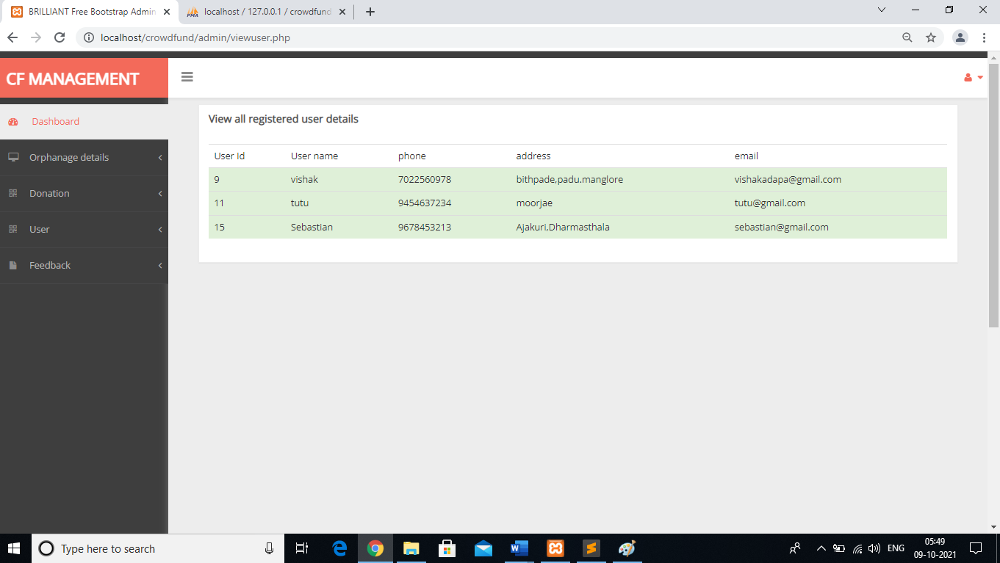 BRILLIANT Free Bootstrap Admin
localhost / 127.0.0.1 / crowdfund
localhost/crowdfund/admin/viewuser.php
CF MANAGEMENT
Dashboard
Orphanage details
Donation
User
Feedback
View all registered user details
User Id User name phone address email
9 vishak 7022560978 bithpade,padu.manglore vishakadapa@gmail.com
11 tutu 9454637234 moorjae tutu@gmail.com
15 Sebastian 9678453213 Ajakuri,Dharmasthala sebastian@gmail.com
Type here to search
ENG
05:49
09-10-2021